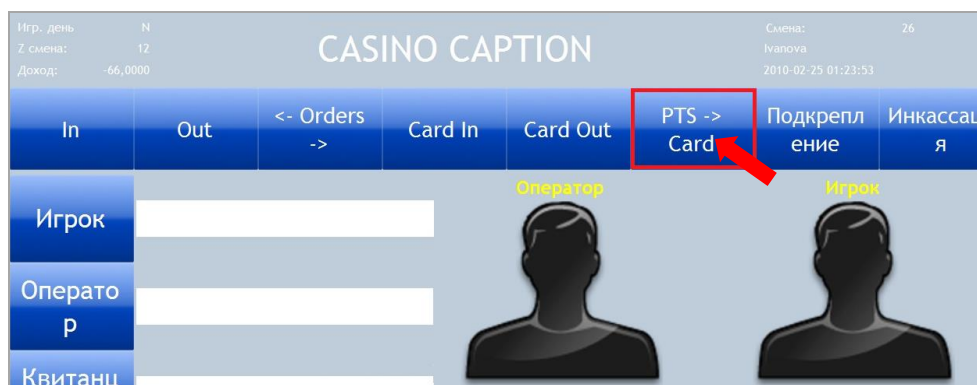 Игр. день N
Z смена: 12
Доход: -66,0000
CASINO CAPTION
Смена: 26
Ivanova
2010-02-25 01:23:53
In
Out
<- Orders
->
Card In
Card Out
PTS ->
Card
Подкрепл
ение
Инкассац
я
Оператор
Игрок
Игрок
Операто
р
Квитанц